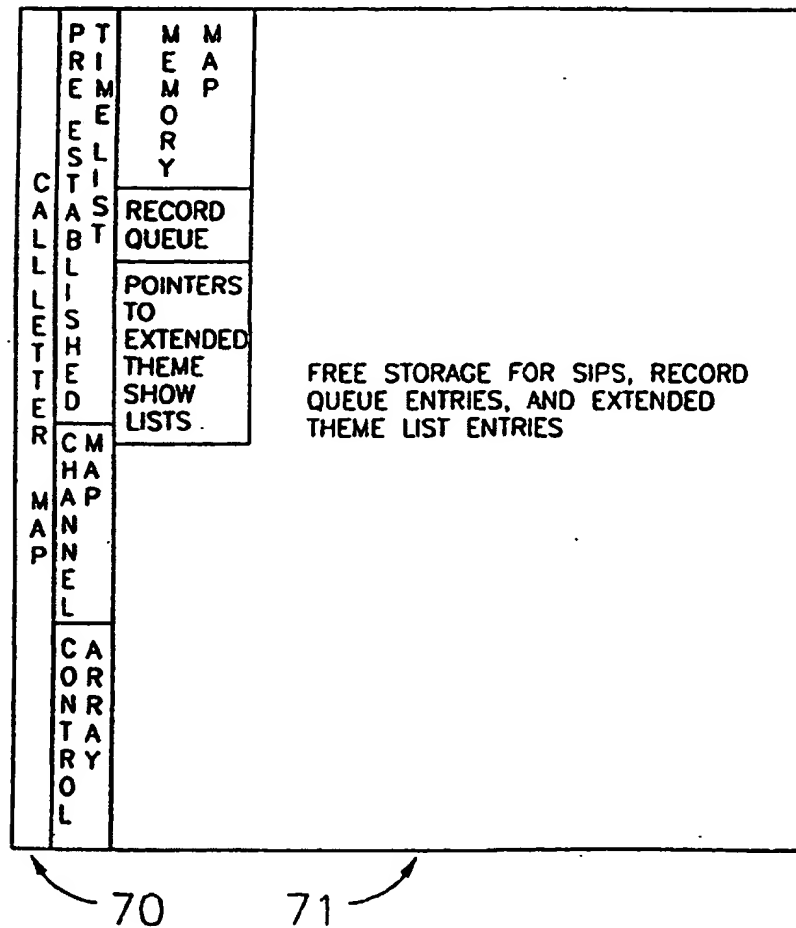 CALL LETTER MAP
PRE ESTABLISHED
TIME LIST
CHANNEL
MAP
CONTROL
ARRAY
MEMORY
MAP
RECORD
QUEUE
POINTERS
TO
EXTENDED
THEME
SHOW
LISTS
FREE STORAGE FOR SIPS, RECORD
QUEUE ENTRIES, AND EXTENDED
THEME LIST ENTRIES
70
71